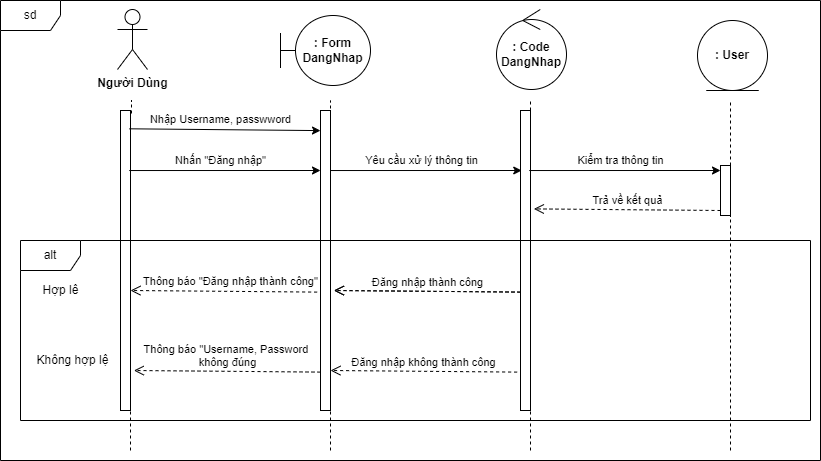 sd
: Form
DangNhap
: Code
DangNhap
: User
Người Dùng
Nhập Username, passwword
Nhấn "Đăng nhập"
Yêu cầu xử lý thông tin
Kiểm tra thông tin
Trả về kết quả
alt
Hợp lê
Thông báo "Đăng nhập thành công"
Đăng nhập thành công
Không hợp lệ
Thông báo "Username, Password
không đúng
Đăng nhập không thành công